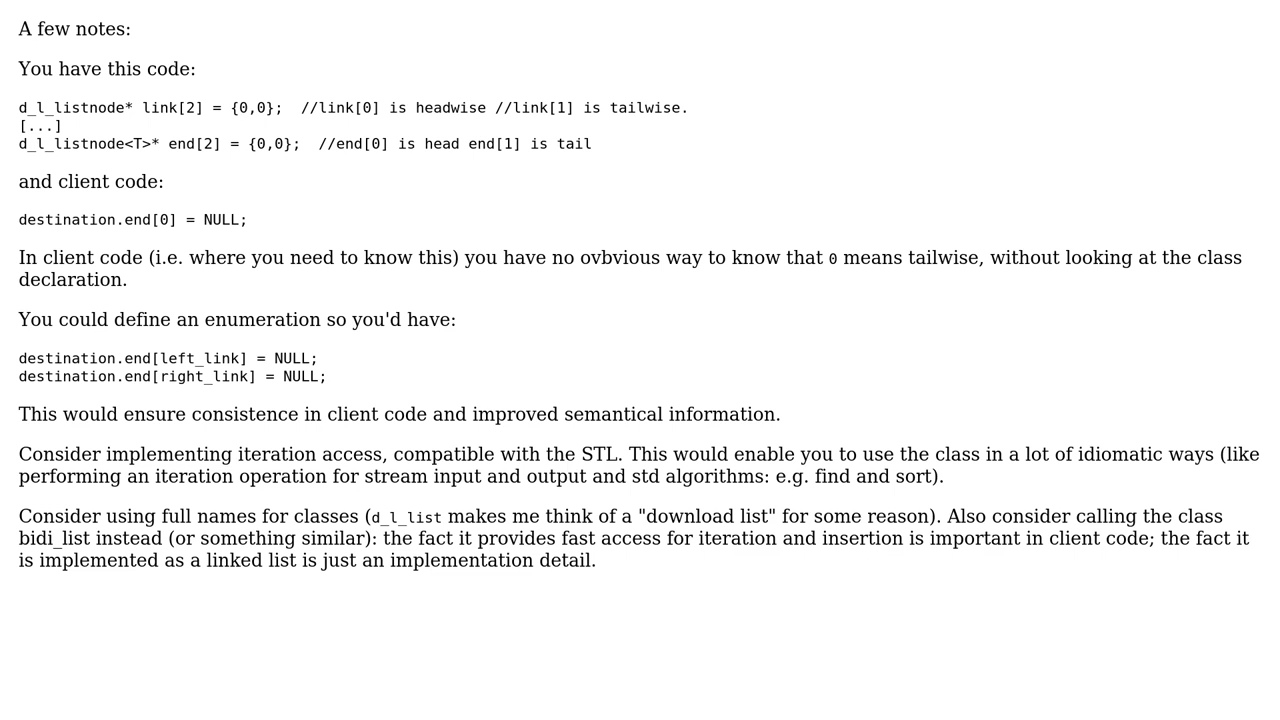 A few notes:
You have this code:
d_l_listnode* link[2] = {0,0};  //link[0] is headwise //link[1] is tailwise.
[...]
d_l_listnode<T>* end[2] = {0,0};  //end[0] is head end[1] is tail
and client code:
destination.end[0] = NULL;
In client code (i.e. where you need to know this) you have no ovbvious way to know that 0 means tailwise, without looking at the class
declaration.
You could define an enumeration so you'd have:
destination.end[left_link] = NULL;
destination.end[right_link] = NULL;
This would ensure consistence in client code and improved semantical information.
Consider implementing iteration access, compatible with the STL. This would enable you to use the class in a lot of idiomatic ways (like
performing an iteration operation for stream input and output and std algorithms: e.g. find and sort).
Consider using full names for classes (d_l_list makes me think of a "download list" for some reason). Also consider calling the class
bidi_list instead (or something similar): the fact it provides fast access for iteration and insertion is important in client code; the fact it
is implemented as a linked list is just an implementation detail.